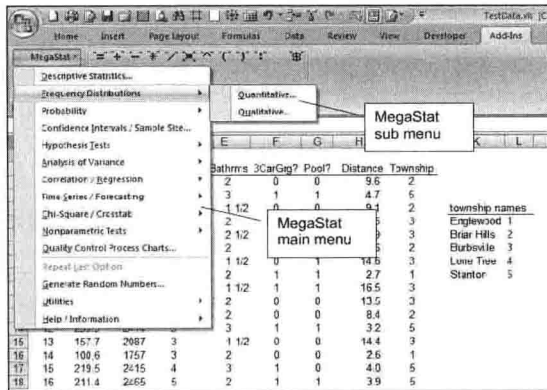 TestData.xls [C
Home Insert Page Layout Formulas Data Review View Developer Add-Ins
MegaStat
Descriptive Statistics...
Frequency Distributions
Quantitative...
Qualitative...
Probability
Confidence Intervals / Sample Size...
Hypothesis Tests
Analysis of Variance
Correlation / Regression
Time Series / Forecasting
Chi-Square / Crosstab
Nonparametric Tests
Quality Control Process Charts...
Repeat Last Option
Generate Random Numbers...
Utilities
Help / Information
MegaStat
sub menu
MegaStat
main menu
E F G H K L
Bathrms 3CarGrg? Pool? Distance Township
2 0 0 9.6 2
3 1 1 4.7 5
1 1/2 0 2
2 3
2 1/2 3
2
1 1/2 14.6 3
2 1 1 2.7 1
1 1/2 1 1 16.5 3
2 0 0 13.5 3
2 0 0 8.4 2
3 1 1 3.2 5
15 13 157.7 2087 3 1 1/2 0 0 14.4 3
16 14 100.6 1757 3 2 0 0 2.6 1
17 15 219.5 2415 4 3 1 1 4.0 5
18 16 211.4 2465 5 2 1 1 3.9 5
township names
Englewood 1
Briar Hills 2
Burbsville 3
Lone Tree 4
Stanton 5